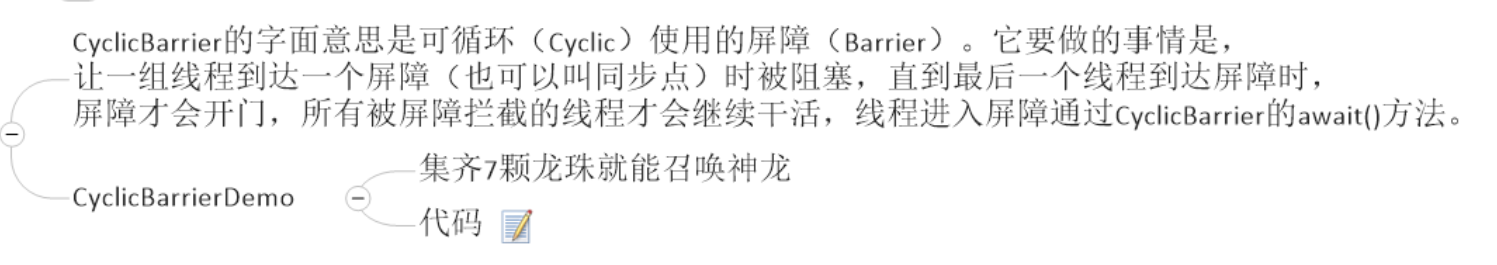 CyclicBarrier的字面意思是可循环（Cyclic）使用的屏障（Barrier）。它要做的事情是，
让一组线程到达一个屏障（也可以叫同步点）时被阻塞，直到最后一个线程到达屏障时，
屏障才会开门，所有被屏障拦截的线程才会继续干活，线程进入屏障通过CyclicBarrier的await()方法。
集齐7颗龙珠就能召唤神龙
CyclicBarrierDemo
代码